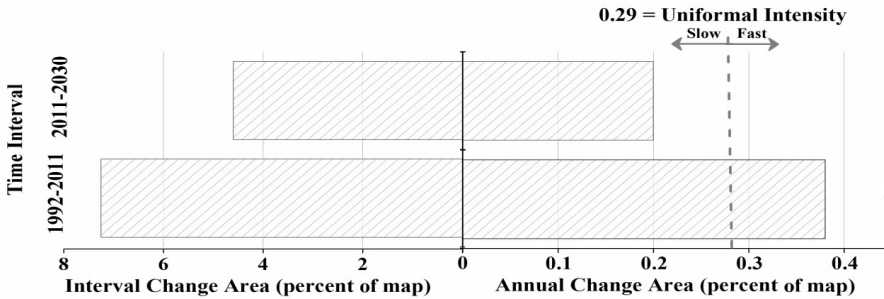 0.29 = Uniformal Intensity
Slow Fast
Time Interval
2011-2030
1992-2011
8 6 4 2 0 0.1 0.2 0.3 0.4
Interval Change Area (percent of map) Annual Change Area (percent of map)